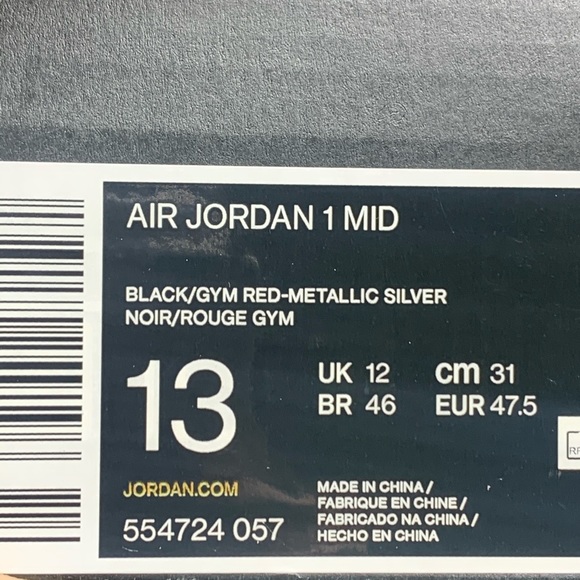 AIR JORDAN 1 MID
BLACK/GYM RED-METALLIC SILVER
NOIR/ROUGE GYM
13
UK 12 cm 31
BR 46 EUR 47.5
JORDAN.COM
554724 057
MADE IN CHINA /
FABRIQUE EN CHINE /
FABRICADO NA CHINA /
HECHO EN CHINA